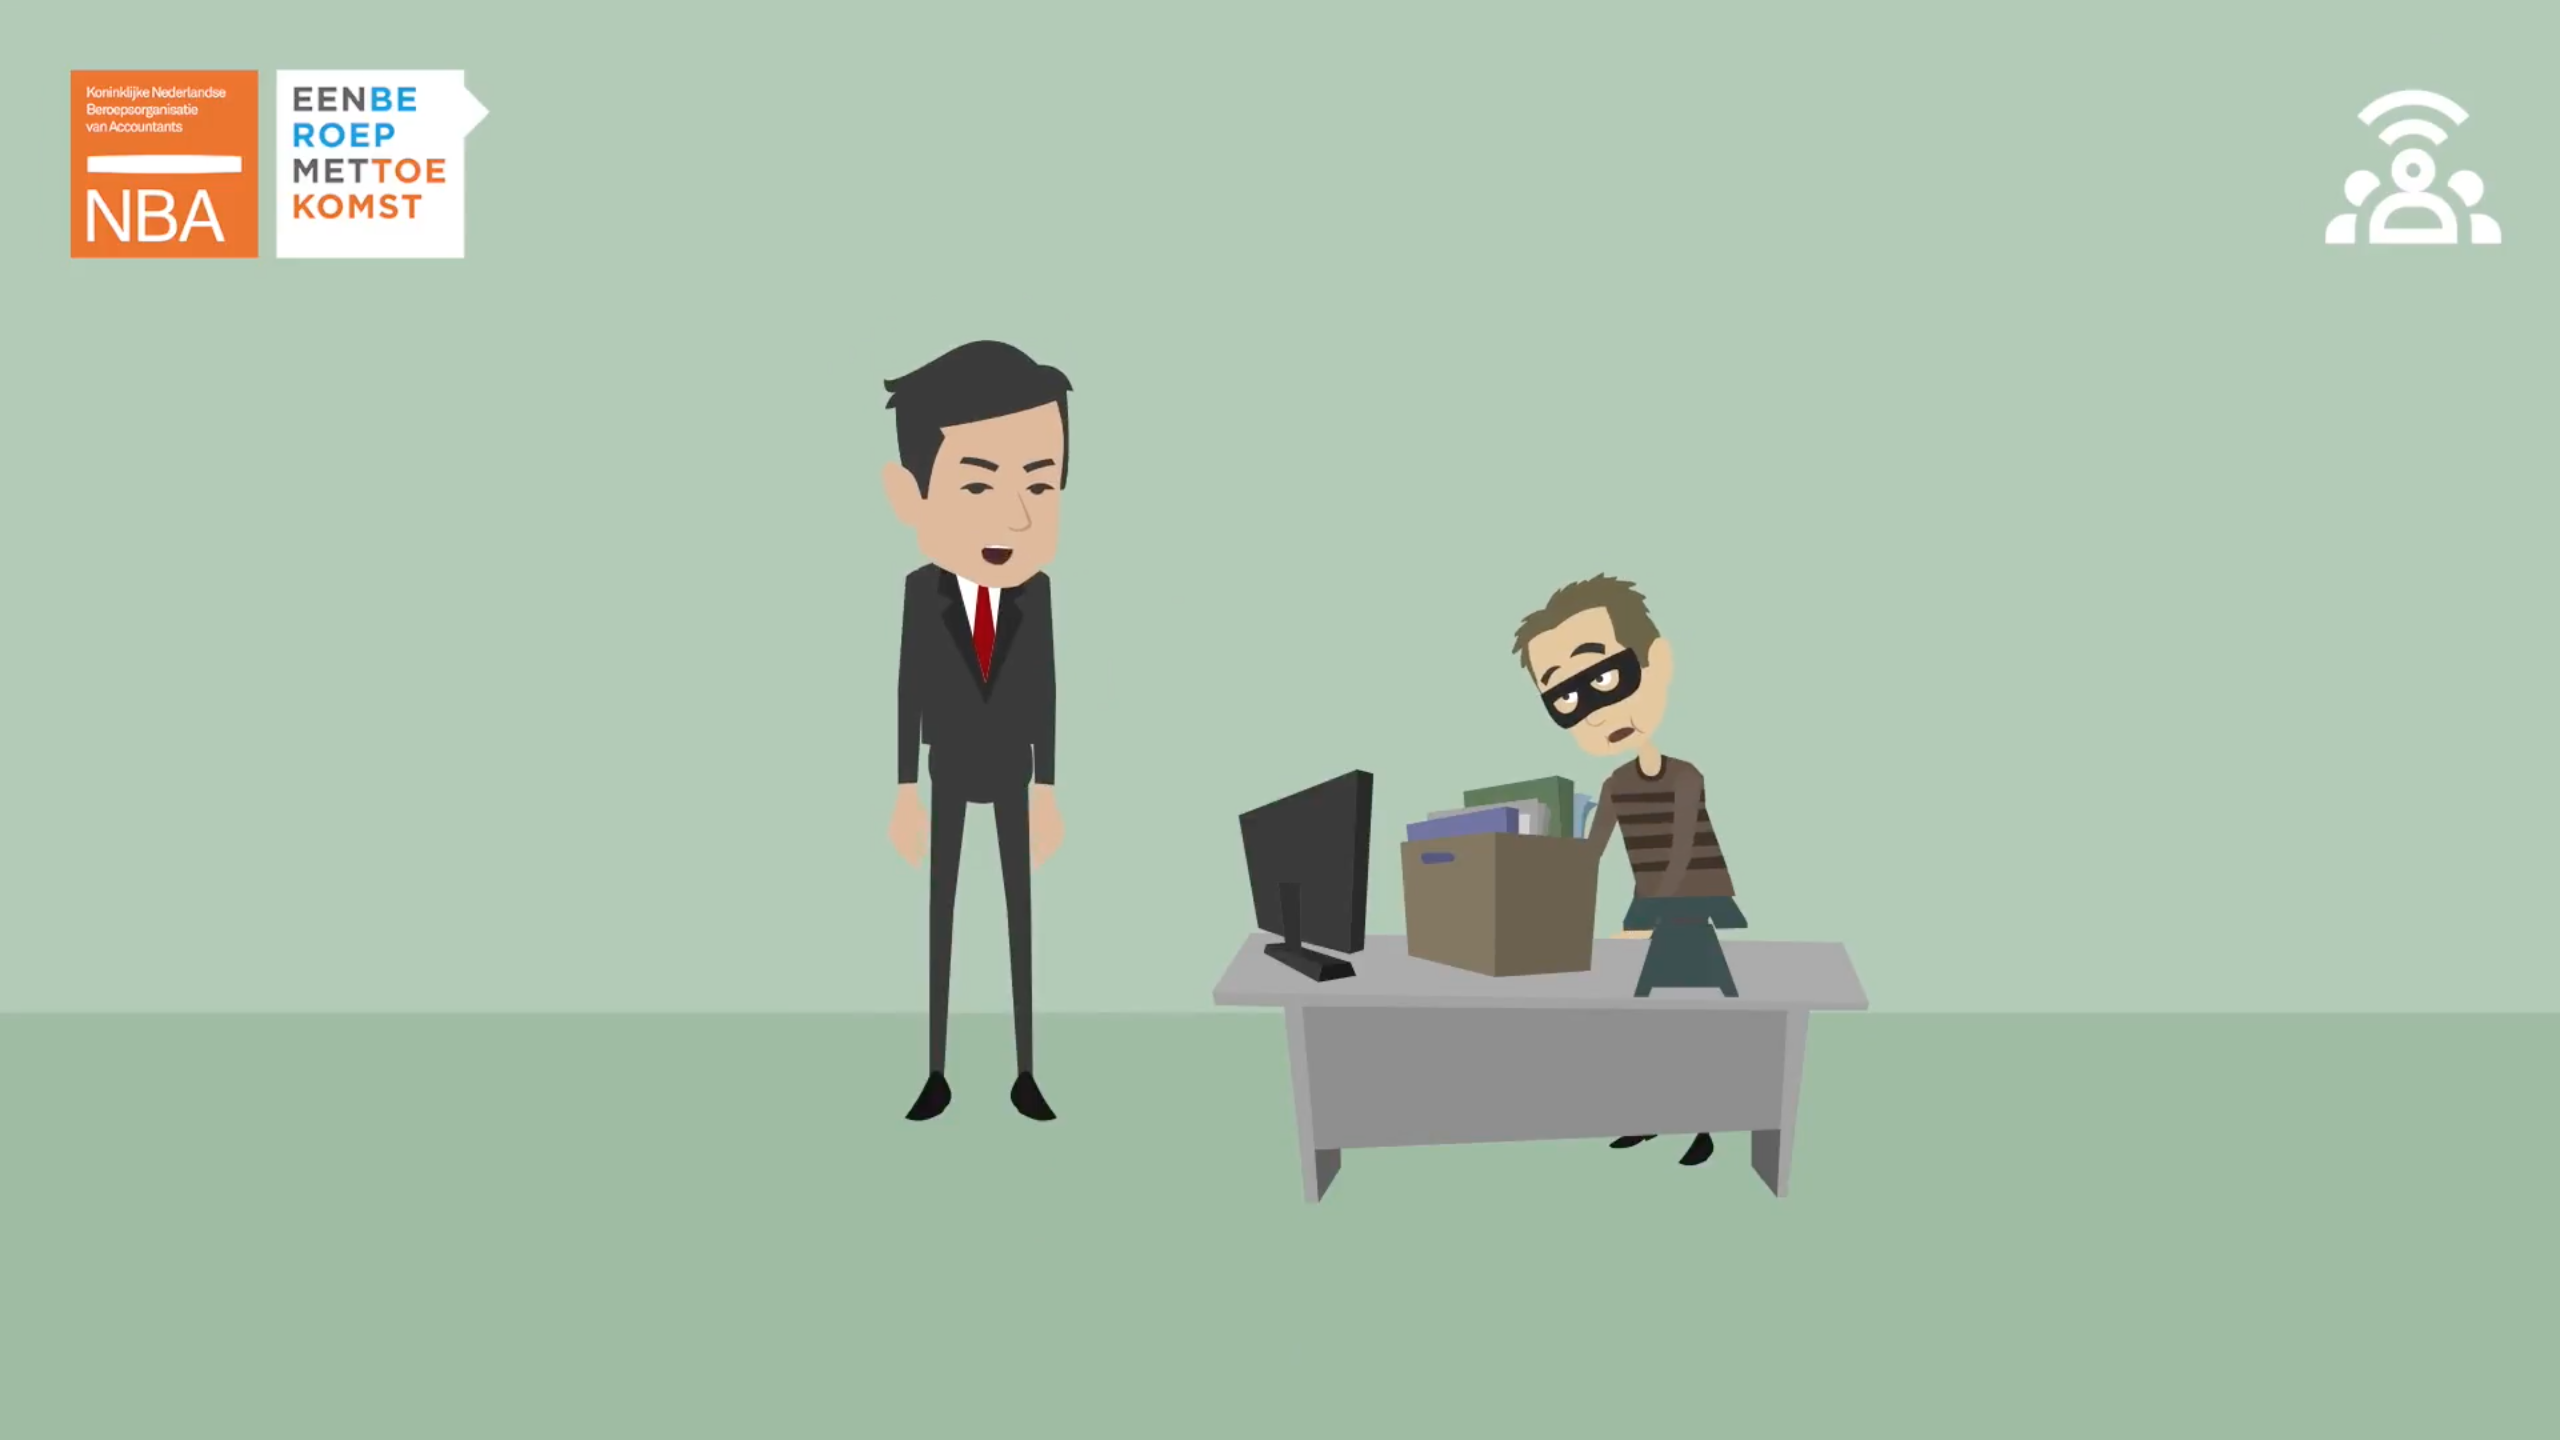 Koninklijke Nederlandse
Beroepsorganisatie
van Accountants
NBA
EENBE
ROEP
METTOE
KOMST